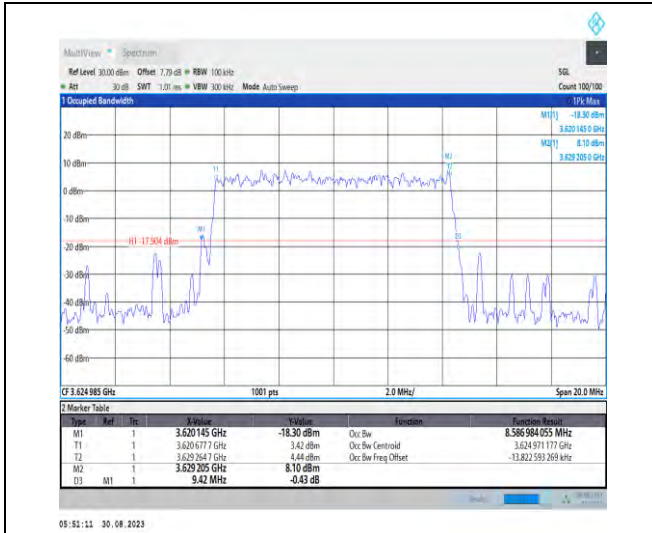 MultiView Spectrum
Ref Level 30.00 dBm Offset 7.79 dB RBW 100 kHz SGL
Att 30 dB SWT 1.01 ms VBW 300 kHz Mode Auto Sweep Count 100/100
1 Occupied Bandwidth 1Pk Max
M1[1] -18.30 dBm
3.620 145 0 GHz
M2[1] 8.10 dBm
3.629 205 0 GHz
20 dBm
M2
10 dBm
T1
0 dBm
-10 dBm
M1
H1 -17.904 dBm
D3
-20 dBm
-30 dBm
-40 dBm
-50 dBm
-60 dBm
CF 3.624 985 GHz 1001 pts 2.0 MHz/ Span 20.0 MHz
2 Marker Table
Type Ref Trc X-Value Y-Value Function Function Result
M1 1 3.620 145 GHz -18.30 dBm Occ Bw 8.586 984 055 MHz
T1 1 3.620 677 7 GHz 3.42 dBm Occ Bw Centroid 3.624 971 177 GHz
T2 1 3.629 264 7 GHz 4.44 dBm Occ Bw Freq Offset -13.822 593 269 kHz
M2 1 3.629 205 GHz 8.10 dBm
D3 M1 1 9.42 MHz -0.43 dB
05:51:11 30.08.2023